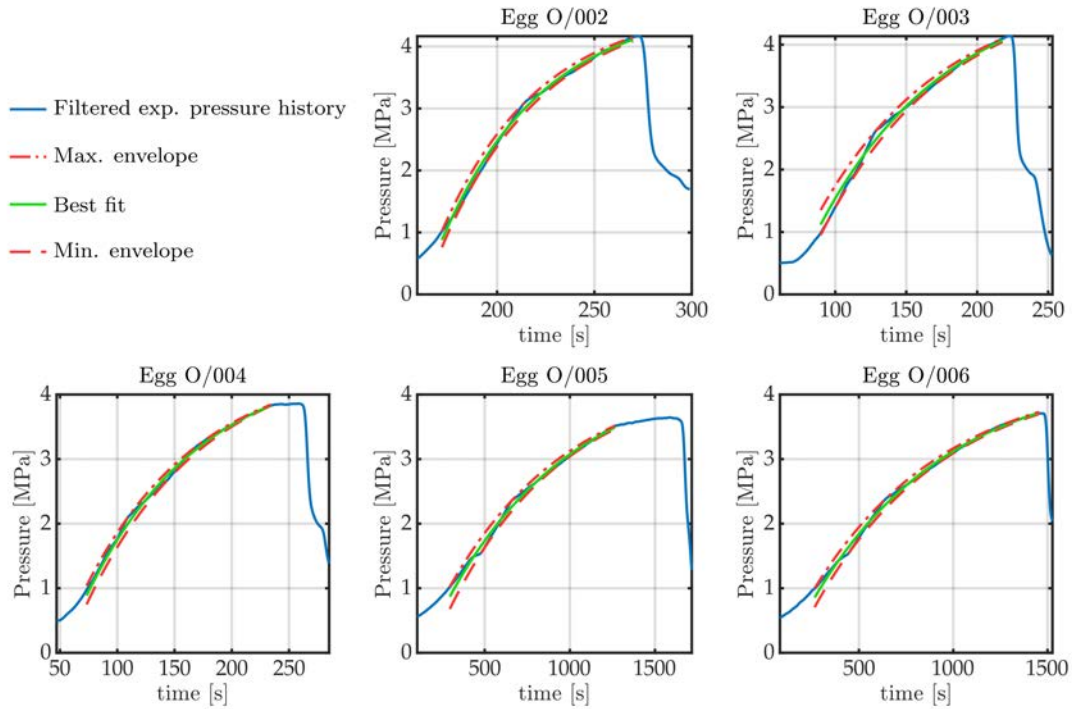 Filtered exp. pressure history
Max. envelope
Best fit
Min. envelope
Egg O/002
Pressure [MPa]
4
3
2
1
0
200 250 300
time [s]
Egg O/003
Pressure [MPa]
4
3
2
1
0
100 150 200 250
time [s]
Egg O/004
Pressure [MPa]
4
3
2
1
0
50 100 150 200 250
time [s]
Egg O/005
Pressure [MPa]
4
3
2
1
0
500 1000 1500
time [s]
Egg O/006
Pressure [MPa]
4
3
2
1
0
500 1000 1500
time [s]